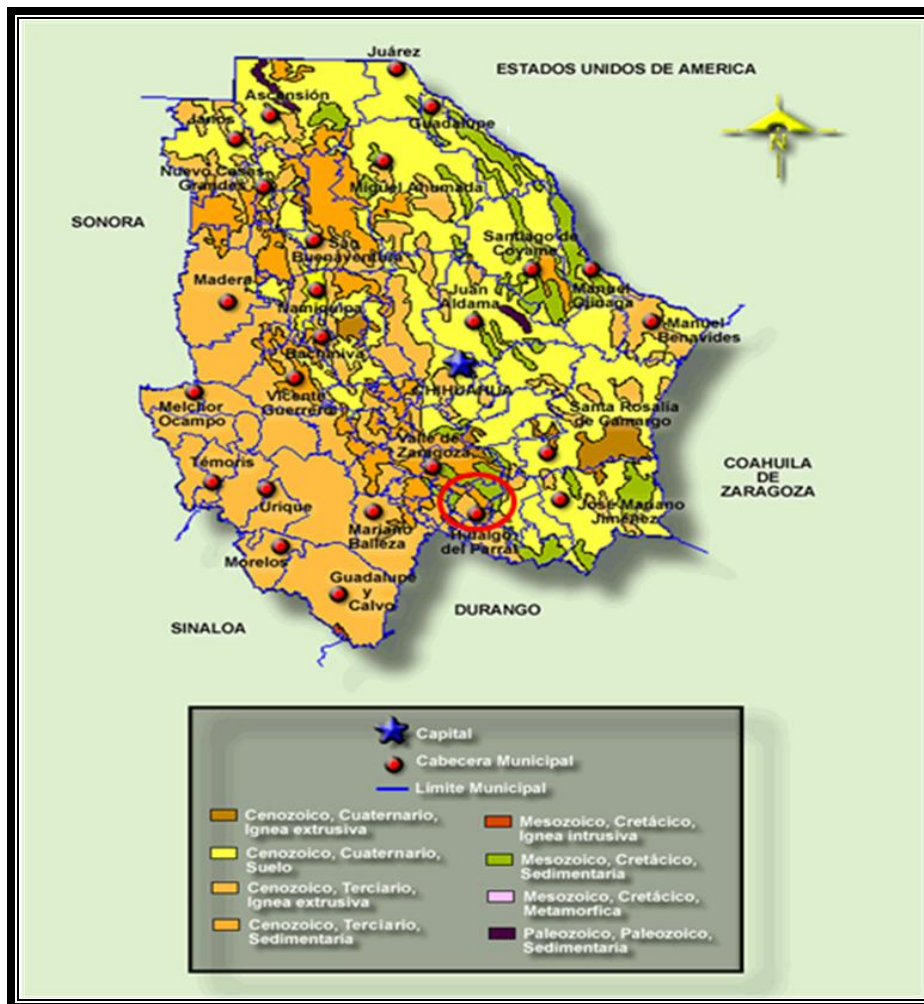 Juárez
ESTADOS UNIDOS DE AMERICA
Ascensión
Janos
Guadalupe
N
Nuevo Casas
Grandes
Miguel Ahumada
SONORA
San
Buenaventura
Santiago de
Coyame
Madera
Juan
Aldama
Manuel
Ojinaga
Namiquipa
Manuel
Benavides
Bachíniva
CHIHUAHUA
Melchor
Ocampo
Vicente
Guerrero
Santa Rosalía
de Camargo
Valle de
Zaragoza
Témoris
COAHUILA
DE
ZARAGOZA
Urique
José Mariano
Jiménez
Mariano
Balleza
Hidalgo
del Parral
Morelos
Guadalupe
y
Calvo
DURANGO
SINALOA
Capital
Cabecera Municipal
Límite Municipal
Cenozoico, Cuaternario,
Ignea extrusiva
Cenozoico, Cuaternario,
Suelo
Cenozoico, Terciario,
Ignea extrusiva
Cenozoico, Terciario,
Sedimentaria
Mesozoico, Cretácico,
Ignea intrusiva
Mesozoico, Cretácico,
Sedimentaria
Mesozoico, Cretácico,
Metamorfica
Paleozoico, Paleozoico,
Sedimentaria